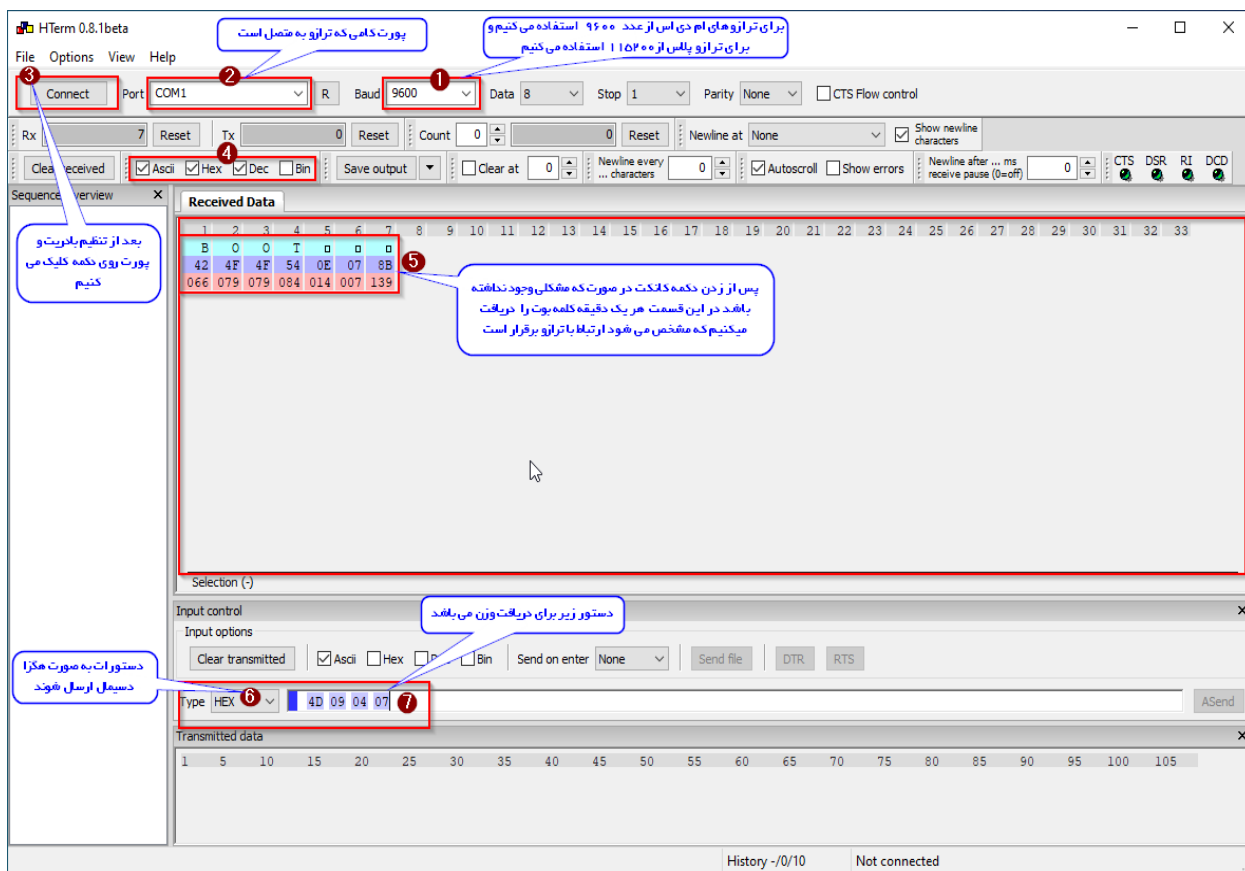 HTerm 0.8.1beta
File Options View Help
پورت کامی که ترازو به متصل است
برای ترازو های ام دی اس از عدد ۹۶۰۰ استفاده می کنیم و
برای ترازو پلاس از ۱۱۵۲۰۰ استفاده می کنیم
3 2 1
Connect Port COM1 R Baud 9600 Data 8 Stop 1 Parity None CTS Flow control
Rx 7 Reset Tx 0 Reset Count 0 0 Reset Newline at None Show newline
characters
4
Clear received Ascii Hex Dec Bin Save output Clear at 0 Newline every
... characters 0 Autoscroll Show errors Newline after ... ms
receive pause (0=off) 0 CTS DSR RI DCD
Sequence Overview X Received Data
1 2 3 4 5 6 7 8 9 10 11 12 13 14 15 16 17 18 19 20 21 22 23 24 25 26 27 28 29 30 31 32 33
B O O T
42 4F 4F 54 0E 07 8B 5
066 079 079 084 014 007 139
بعد از تنظیم بادریت و
پورت روی دکمه کلیک می
کنیم
پس از زدن دکمه کانکت در صورت که مشکلی وجود نداشته
باشد در این قسمت هر یک دقیقه کلمه بوت را دریافت
میکنیم که مشخص می شود ارتباط با ترازو برقرار است
Selection (-)
Input control x
دستور زیر برای دریافت وزن می باشد
Input options
Clear transmitted Ascii Hex Bin Send on enter None Send file DTR RTS
دستورات به صورت هگزا
دسیمال ارسال شوند
Type HEX 6 4D 09 04 07 7 ASend
Transmitted data x
1 5 10 15 20 25 30 35 40 45 50 55 60 65 70 75 80 85 90 95 100 105
History -/0/10 Not connected